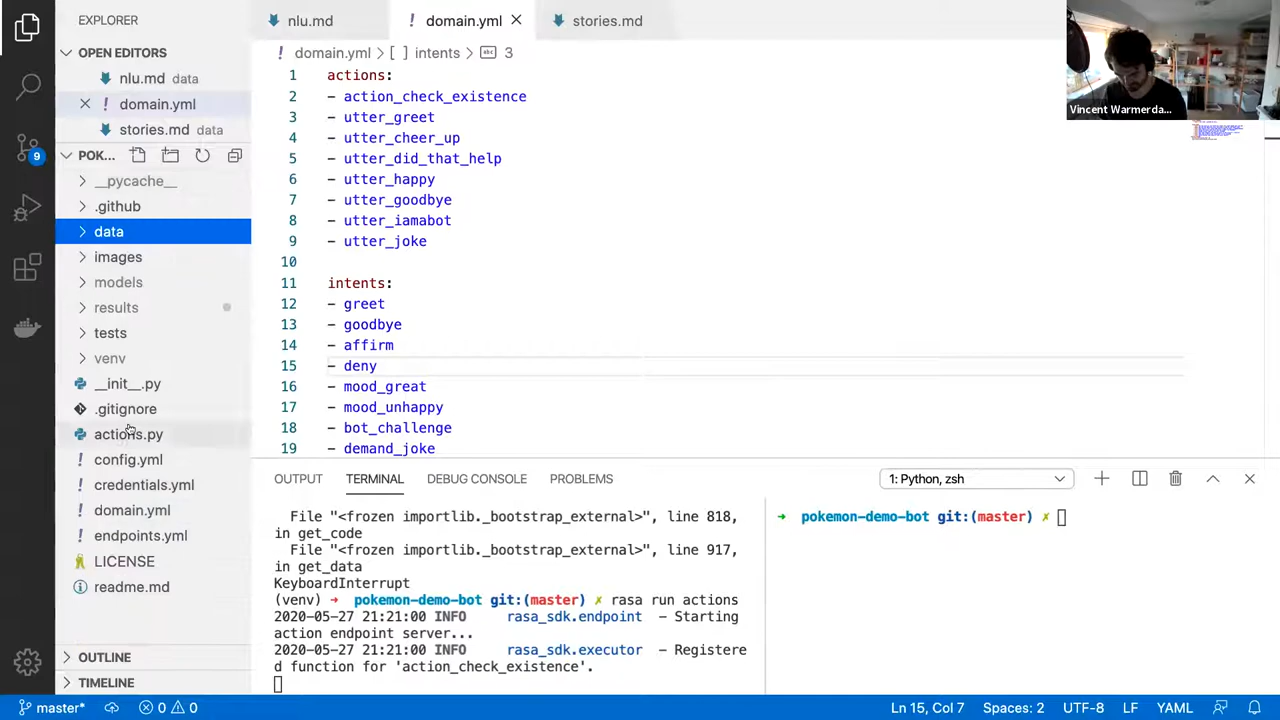 EXPLORER
OPEN EDITORS
nlu.md data
domain.yml
stories.md data
POK...
__pycache__
.github
data
images
models
results
tests
venv
__init__.py
.gitignore
actions.py
config.yml
credentials.yml
domain.yml
endpoints.yml
LICENSE
readme.md
OUTLINE
TIMELINE
9
nlu.md
domain.yml
stories.md
domain.yml > [ ] intents > abc 3
1 actions:
2 - action_check_existence
3 - utter_greet
4 - utter_cheer_up
5 - utter_did_that_help
6 - utter_happy
7 - utter_goodbye
8 - utter_iamabot
9 - utter_joke
10
11 intents:
12 - greet
13 - goodbye
14 - affirm
15 - deny
16 - mood_great
17 - mood_unhappy
18 - bot_challenge
19 - demand_joke
Vincent Warmerda...
OUTPUT TERMINAL DEBUG CONSOLE PROBLEMS
1: Python, zsh
File "<frozen importlib._bootstrap_external>", line 818,
in get_code
File "<frozen importlib._bootstrap_external>", line 917,
in get_data
KeyboardInterrupt
(venv) ➜ pokemon-demo-bot git:(master) ✗ rasa run actions
2020-05-27 21:21:00 INFO rasa_sdk.endpoint - Starting
action endpoint server...
2020-05-27 21:21:00 INFO rasa_sdk.executor - Registere
d function for 'action_check_existence'.
➜ pokemon-demo-bot git:(master) ✗
master* 0 0
Ln 15, Col 7 Spaces: 2 UTF-8 LF YAML